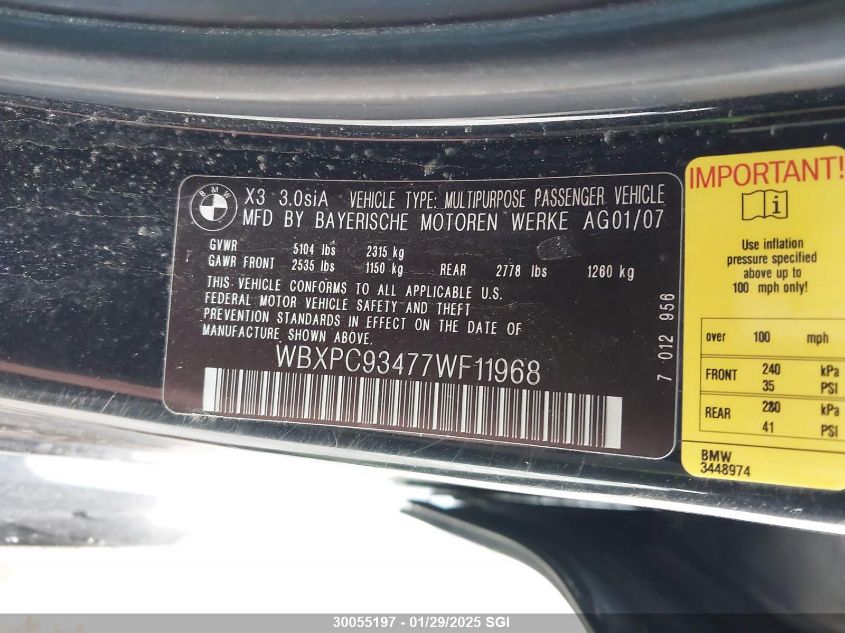 BMW
X3 3.0siA VEHICLE TYPE: MULTIPURPOSE PASSENGER VEHICLE
MFD BY BAYERISCHE MOTOREN WERKE AG01/07
GVWR 5104 lbs 2315 kg
GAWR FRONT 2535 lbs 1150 kg REAR 2778 lbs 1260 kg
THIS VEHICLE CONFORMS TO ALL APPLICABLE U.S.
FEDERAL MOTOR VEHICLE SAFETY AND THEFT
PREVENTION STANDARDS IN EFFECT ON THE DATE OF
MANUFACTURE SHOWN ABOVE.
WBXPC93477WF11968
7 012 956
IMPORTANT!
i
Use inflation
pressure specified
above up to
100 mph only!
over 100 mph
FRONT 240 kPa
35 PSI
REAR 280 kPa
41 PSI
BMW
3448974
30055197 - 01/29/2025 SGI